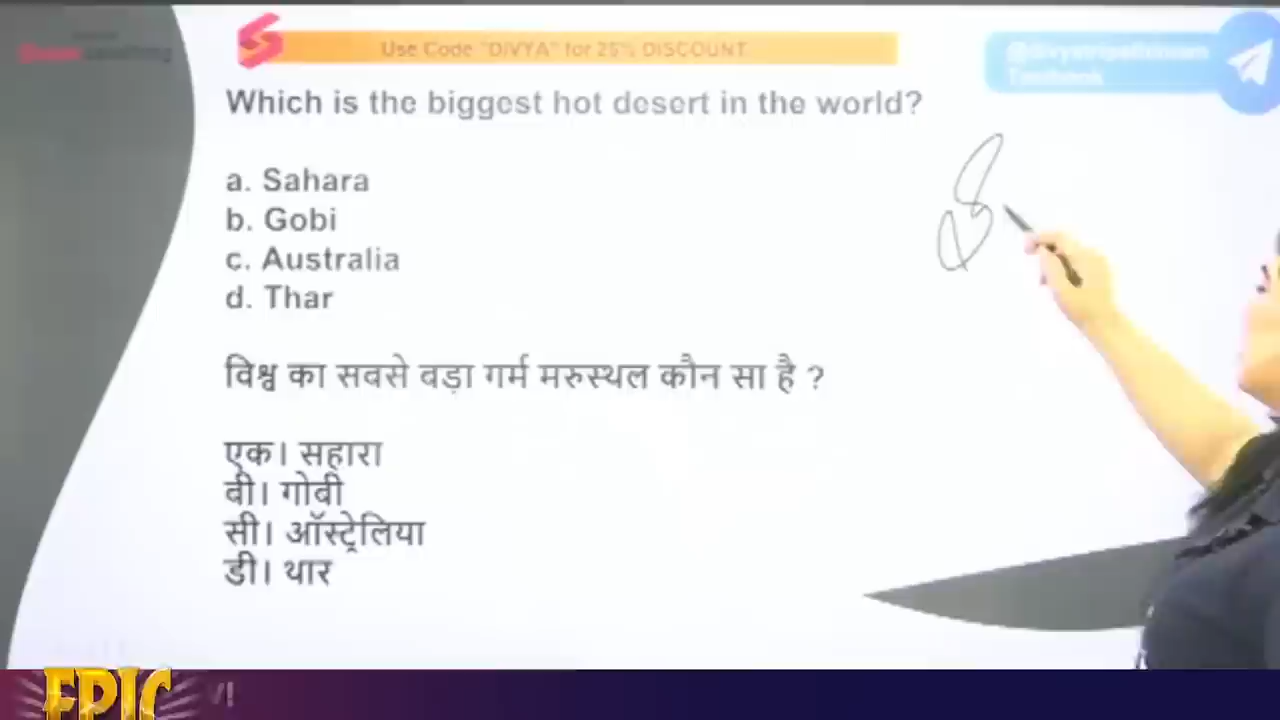 Use Code "DIVYA" for 25% DISCOUNT
Which is the biggest hot desert in the world?
a. Sahara
b. Gobi
c. Australia
d. Thar
विश्व का सबसे बड़ा गर्म मरुस्थल कौन सा है ?
एक। सहारा
बी। गोबी
सी। ऑस्ट्रेलिया
डी। थार
EPIC